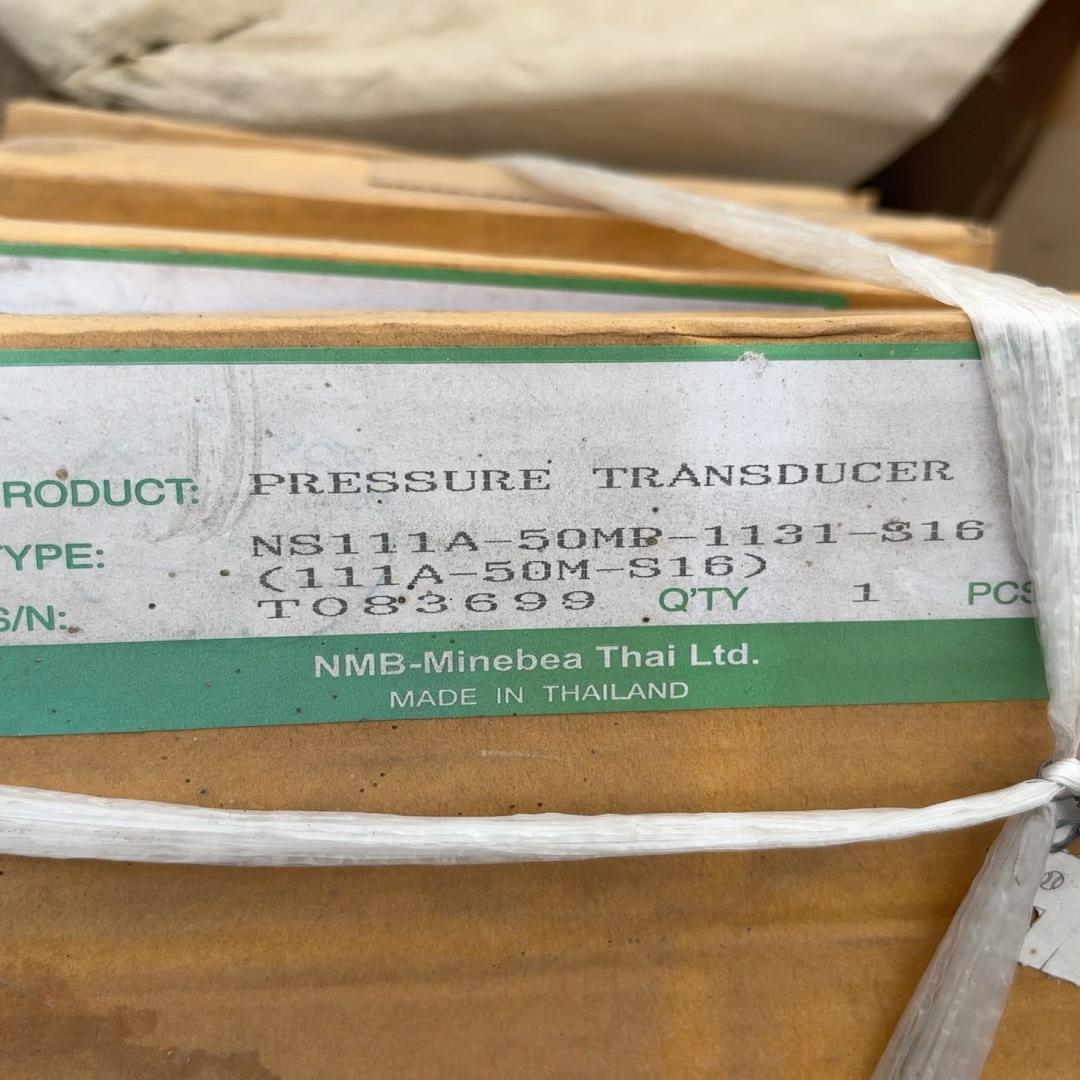 RODUCT: PRESSURE TRANSDUCER
TYPE: NS111A-50MP-1131-S16
(111A-50M-S16)
S/N: T083699 Q'TY 1 PCS
NMB-Minebea Thai Ltd.
MADE IN THAILAND